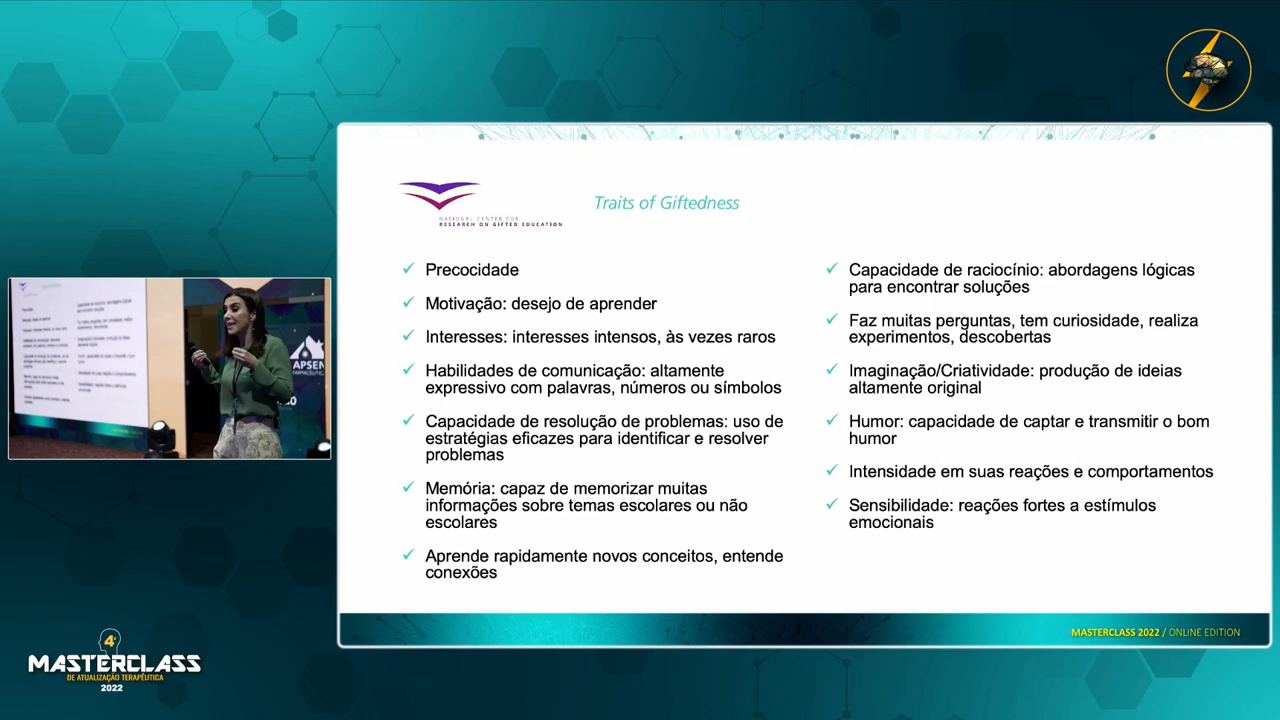 Traits of Giftedness
NATIONAL CENTER FOR
RESEARCH ON GIFTED EDUCATION
Precocidade
Motivação: desejo de aprender
Interesses: interesses intensos, às vezes raros
Habilidades de comunicação: altamente
expressivo com palavras, números ou símbolos
Capacidade de resolução de problemas: uso de
estratégias eficazes para identificar e resolver
problemas
Memória: capaz de memorizar muitas
informações sobre temas escolares ou não
escolares
Aprende rapidamente novos conceitos, entende
conexões
Capacidade de raciocínio: abordagens lógicas
para encontrar soluções
Faz muitas perguntas, tem curiosidade, realiza
experimentos, descobertas
Imaginação/Criatividade: produção de ideias
altamente original
Humor: capacidade de captar e transmitir o bom
humor
Intensidade em suas reações e comportamentos
Sensibilidade: reações fortes a estímulos
emocionais
MASTERCLASS 2022 / ONLINE EDITION
APSEN
4ª
MASTERCLASS
DE ATUALIZAÇÃO TERAPÊUTICA
2022